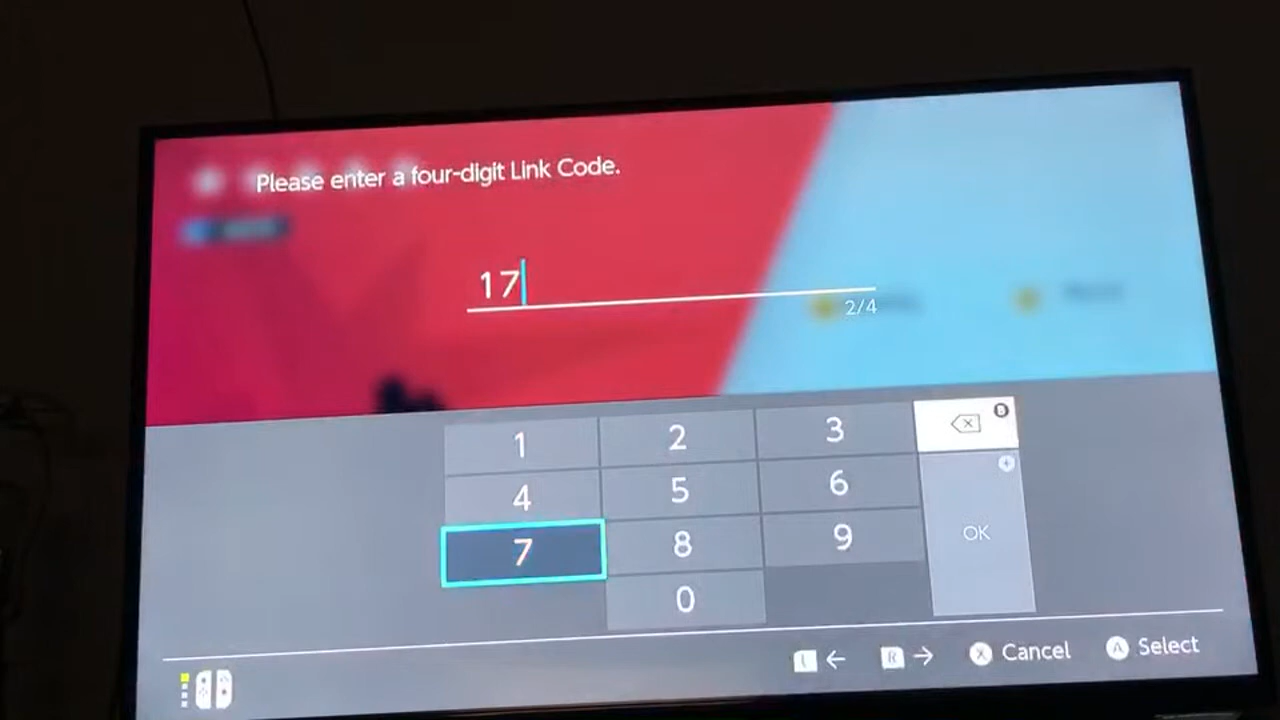 Please enter a four-digit Link Code.
17
2/4
1 2 3
B
4 5 6
OK
7 8 9
0
L ← R → X Cancel A Select